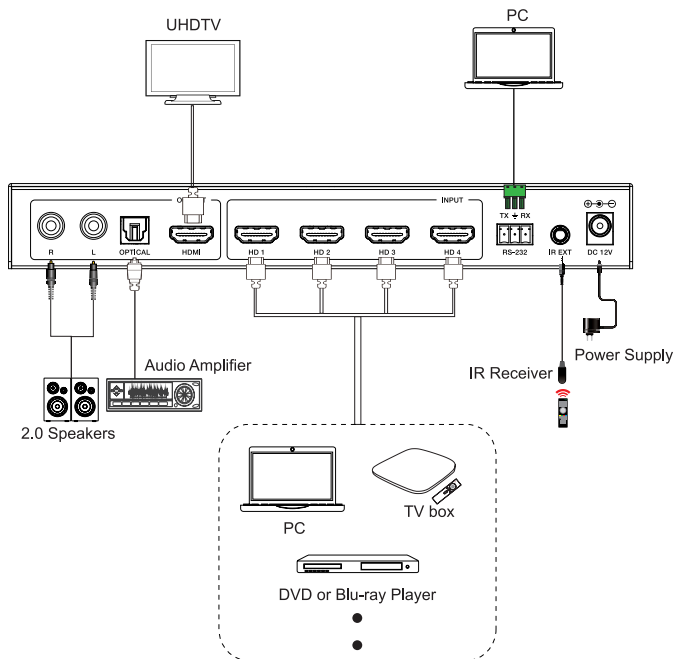 UHDTV
PC
INPUT
TX RX
R
L
OPTICAL
HDMI
HD 1
HD 2
HD 3
HD 4
RS-232
IR EXT
DC 12V
Audio Amplifier
2.0 Speakers
IR Receiver
Power Supply
PC
TV box
DVD or Blu-ray Player